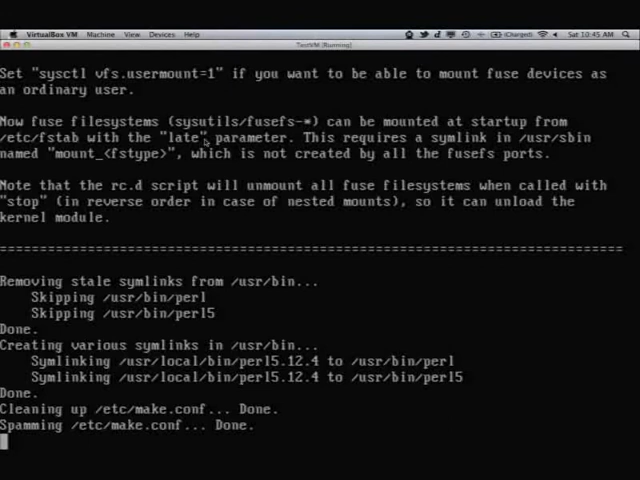 VirtualBox VM Machine View Devices Help (Charged) Sat 10:45 AM
TestVM [Running]
Set "sysctl vfs.usermount=1" if you want to be able to mount fuse devices as
an ordinary user.
Now fuse filesystems (sysutils/fusefs-*) can be mounted at startup from
/etc/fstab with the "late" parameter. This requires a symlink in /usr/sbin
named "mount_<fstype>", which is not created by all the fusefs ports.
Note that the rc.d script will unmount all fuse filesystems when called with
"stop" (in reverse order in case of nested mounts), so it can unload the
kernel module.
==============================================================================
Removing stale symlinks from /usr/bin...
Skipping /usr/bin/perl
Skipping /usr/bin/perl5
Done.
Creating various symlinks in /usr/bin...
Symlinking /usr/local/bin/perl5.12.4 to /usr/bin/perl
Symlinking /usr/local/bin/perl5.12.4 to /usr/bin/perl5
Done.
Cleaning up /etc/make.conf... Done.
Spamming /etc/make.conf... Done.